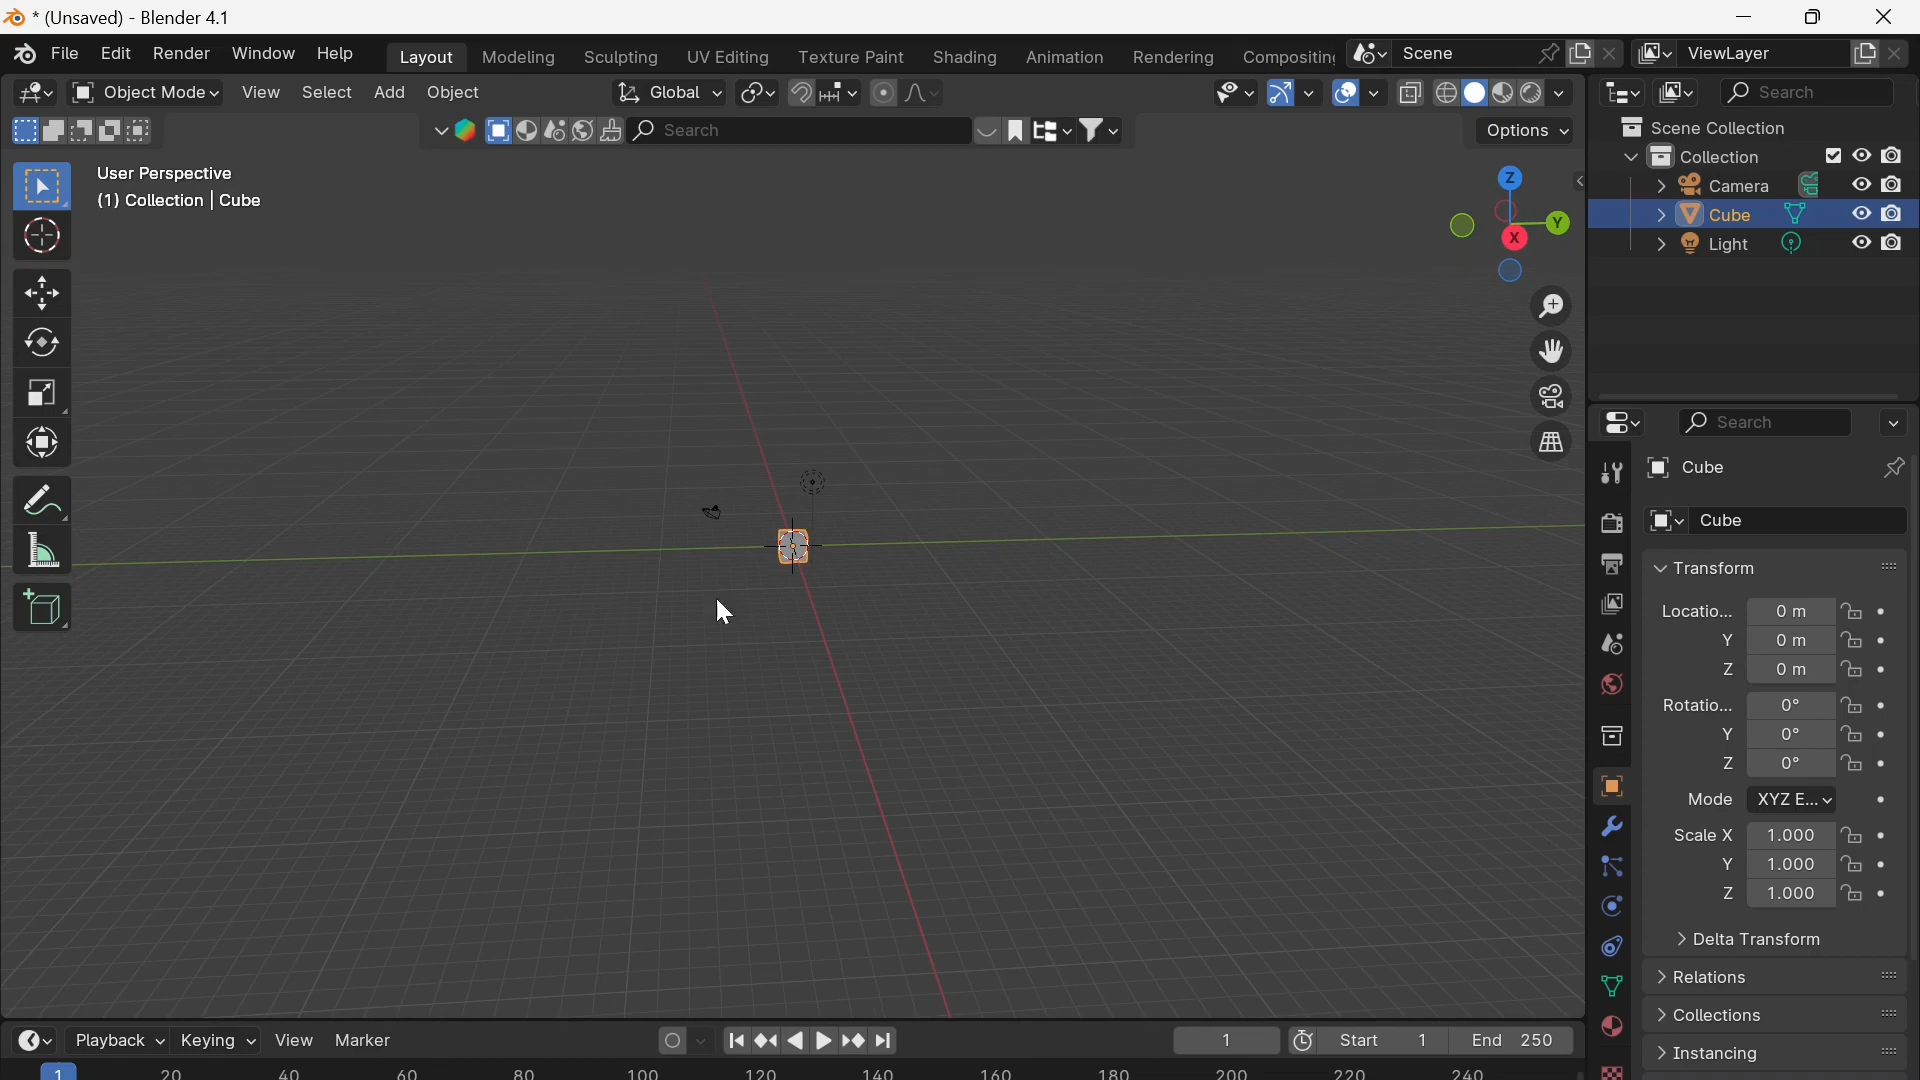 * (Unsaved) - Blender 4.1
File Edit Render Window Help Layout Modeling Sculpting UV Editing Texture Paint Shading Animation Rendering Compositing Scene ViewLayer
Object Mode View Select Add Object Global Search
Search Options
User Perspective
(1) Collection | Cube
Z
Y
X
Scene Collection
Collection
Camera
Cube
Light
Search
Cube
Cube
Transform
Locatio... 0 m
Y 0 m
Z 0 m
Rotatio... 0°
Y 0°
Z 0°
Mode XYZ E...
Scale X 1.000
Y 1.000
Z 1.000
Delta Transform
Relations
Collections
Instancing
Playback Keying View Marker 1 Start 1 End 250
1 20 40 60 80 100 120 140 160 180 200 220 240